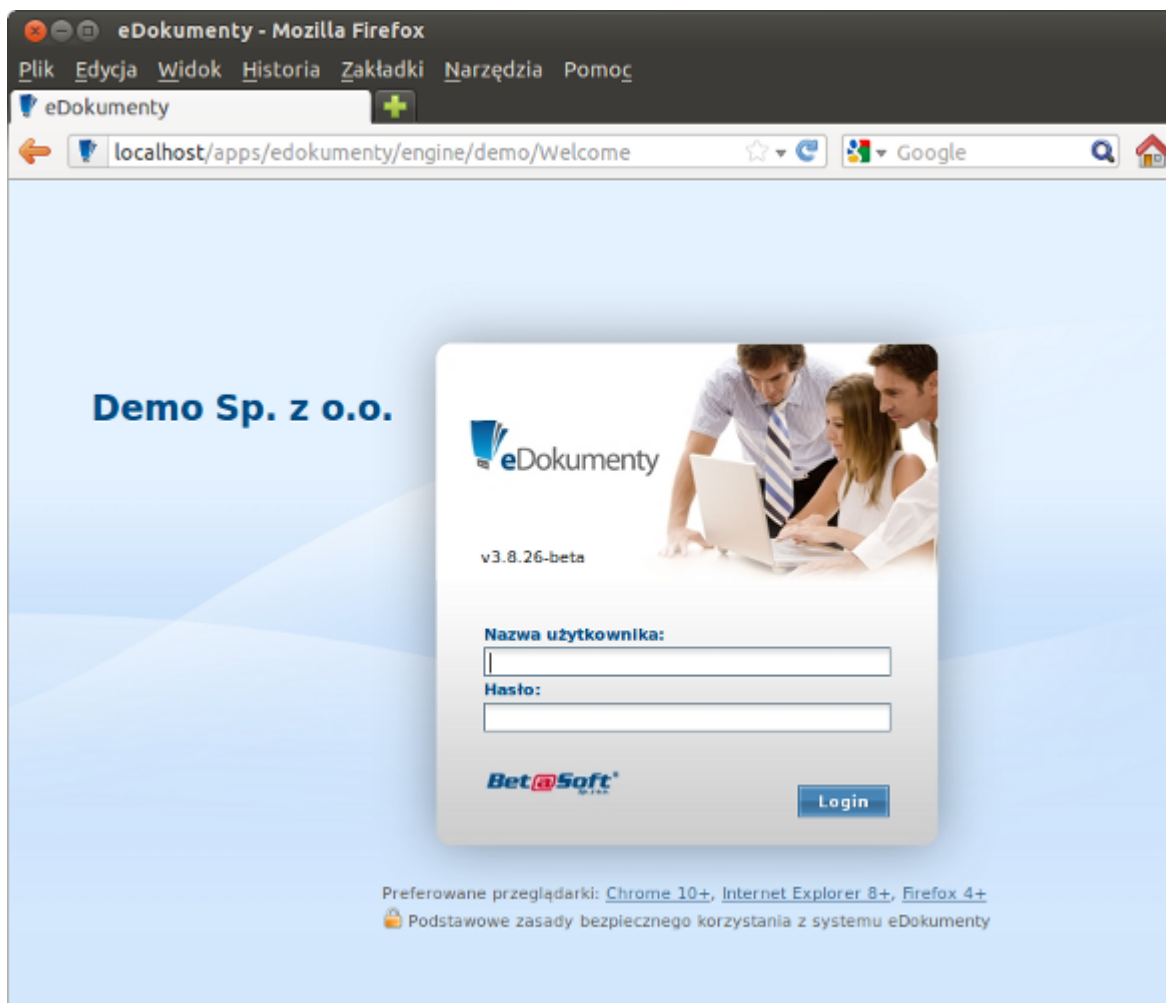 eDokumenty - Mozilla Firefox
Plik Edycja Widok Historia Zakładki Narzędzia Pomoc
eDokumenty
localhost/apps/edokumenty/engine/demo/Welcome Google
Demo Sp. z o.o.
eDokumenty
v3.8.26-beta
Nazwa użytkownika:
Hasło:
Bet@Soft
Login
Preferowane przeglądarki: Chrome 10+, Internet Explorer 8+, Firefox 4+
Podstawowe zasady bezpiecznego korzystania z systemu eDokumenty